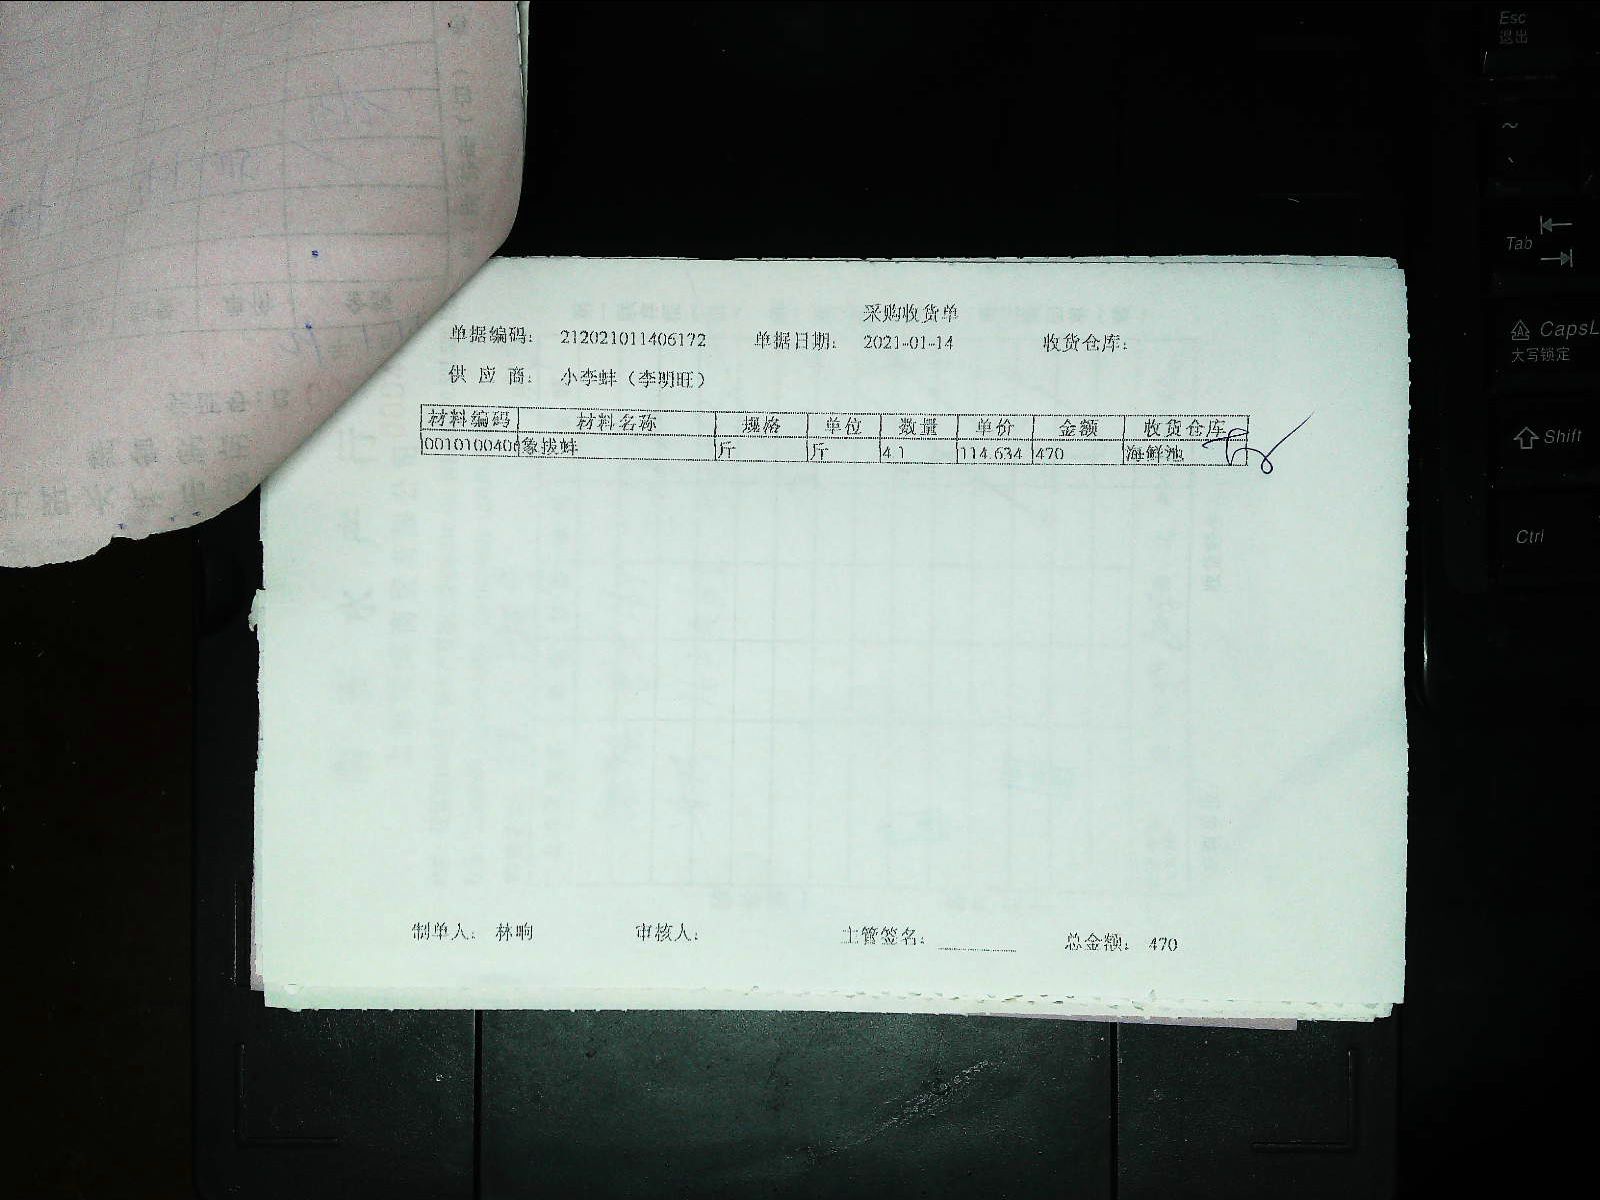 采购收货单
单据编码: 212021011406172 单据日期: 2021-01-14 收货仓库:
供 应 商: 小李蚌（李明旺）
材料编码 材料名称 规格 单位 数量 单价 金额 收货仓库
0010100406 象拔蚌 斤 斤 4.1 114.634 470 海鲜池
制单人: 林晌 审核人: 主管签名: 总金额: 470
Esc
退出
~
Tab
CapsL
大写锁定
Shift
Ctrl